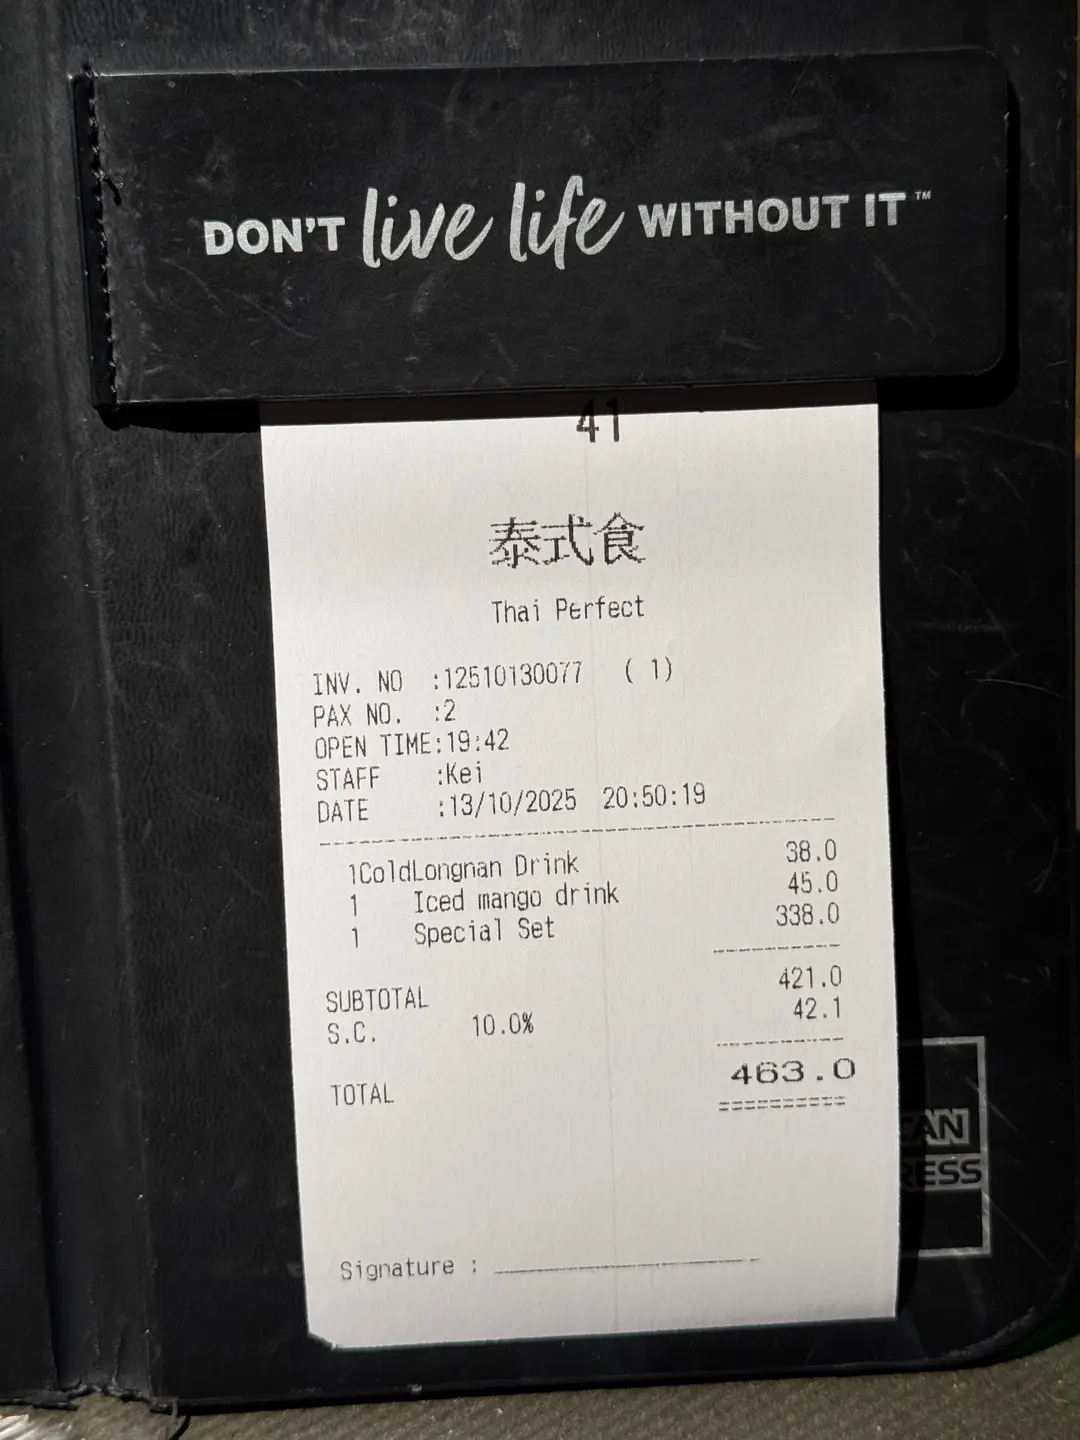 DON'T live life WITHOUT IT™
41
泰式食
Thai Perfect
INV. NO :12510130077 ( 1)
PAX NO. :2
OPEN TIME:19:42
STAFF :Kei
DATE :13/10/2025 20:50:19
1ColdLongnan Drink 38.0
1 Iced mango drink 45.0
1 Special Set 338.0
SUBTOTAL 421.0
S.C. 10.0% 42.1
TOTAL 463.0
CAN
RESS
Signature :